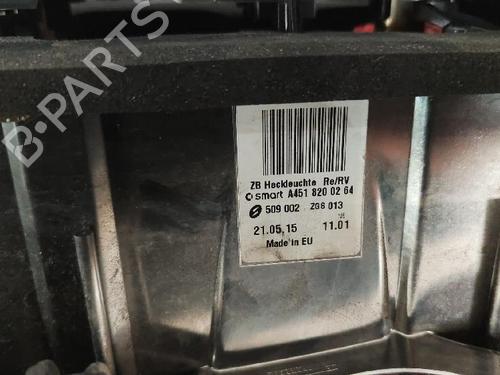 B-PARTS
ZB Heckleuchte Re/RV
smart A451 820 02 64
509 002 ZGS 013
21.05.15 11.01
Made in EU